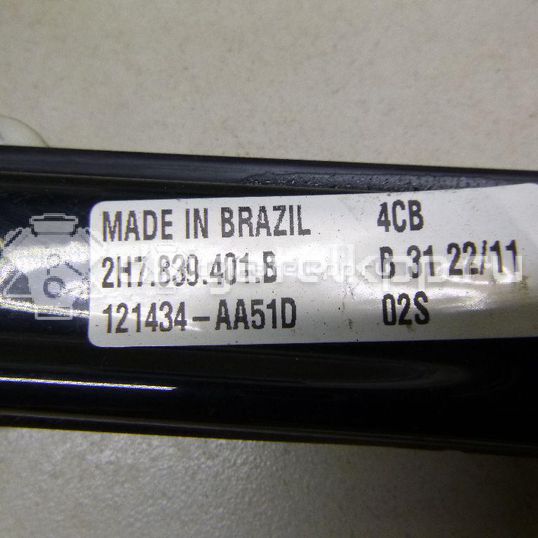 MADE IN BRAZIL 4CB
2H7.839.401.B 31 22/11
121434-AA51D 02S